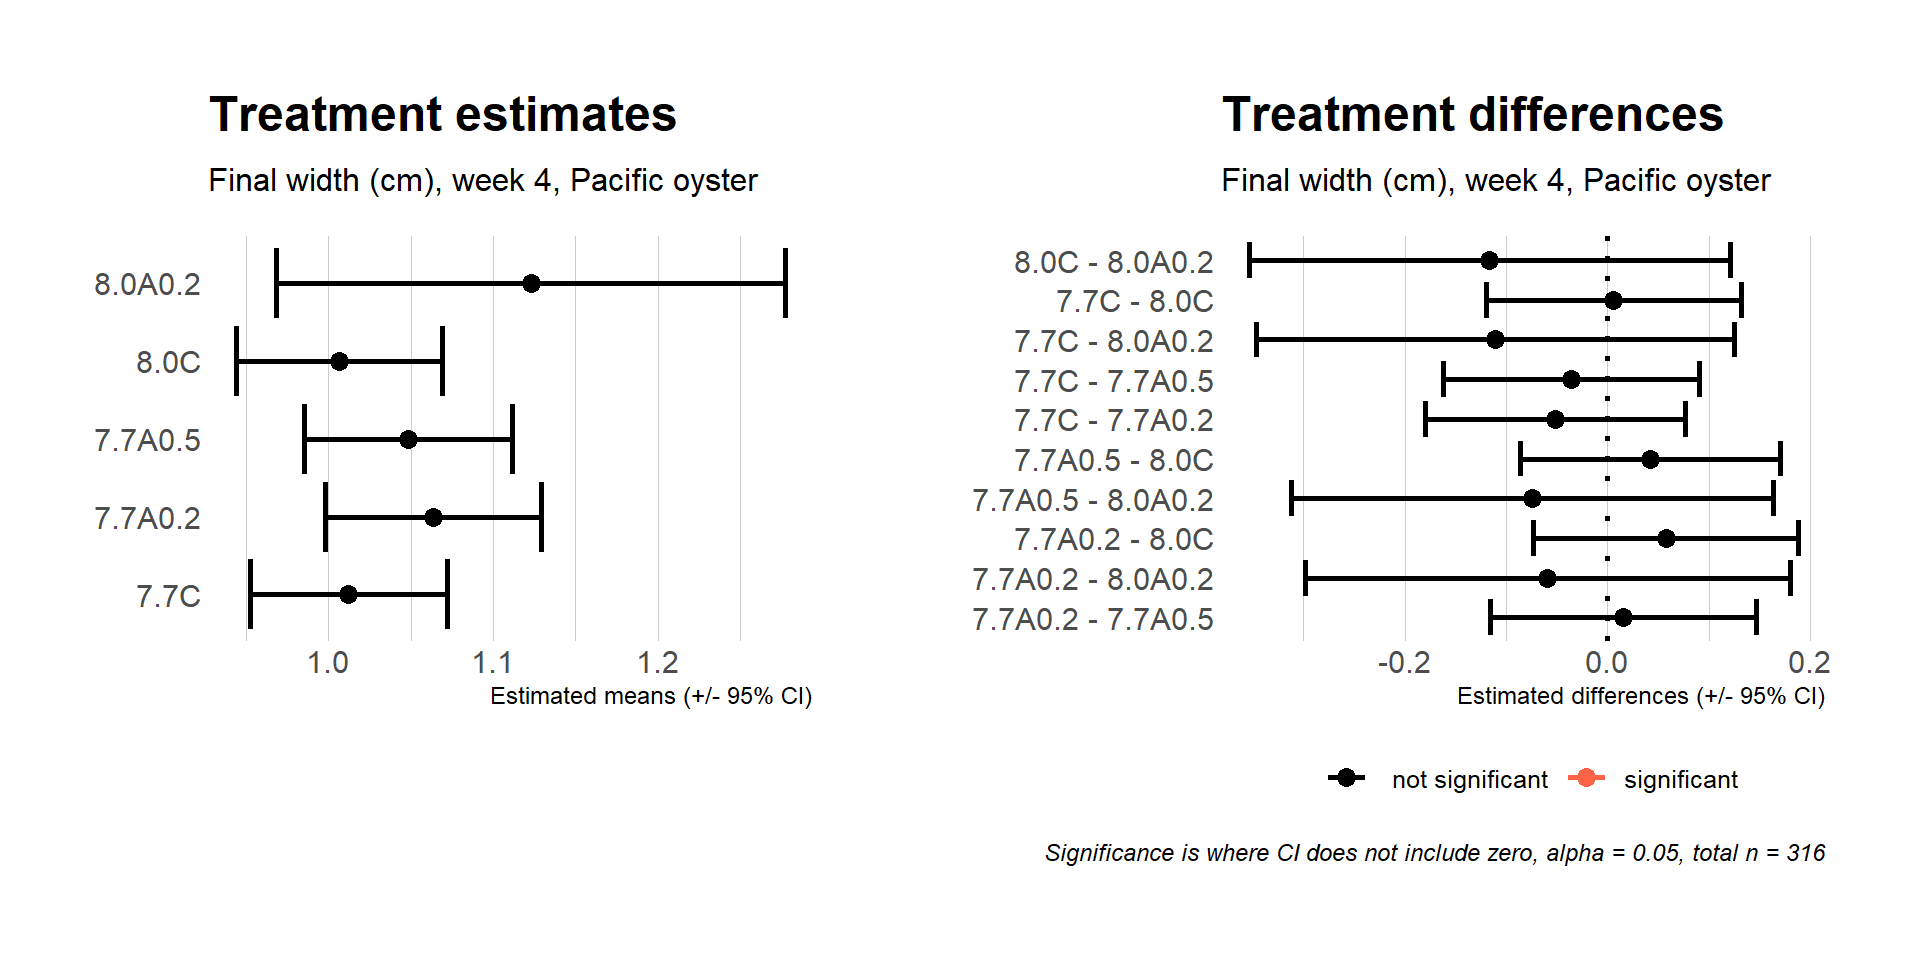 Treatment estimates
Final width (cm), week 4, Pacific oyster
8.0A0.2
8.0C
7.7A0.5
7.7A0.2
7.7C
1.0 1.1 1.2
Estimated means (+/- 95% CI)
Treatment differences
Final width (cm), week 4, Pacific oyster
8.0C - 8.0A0.2
7.7C - 8.0C
7.7C - 8.0A0.2
7.7C - 7.7A0.5
7.7C - 7.7A0.2
7.7A0.5 - 8.0C
7.7A0.5 - 8.0A0.2
7.7A0.2 - 8.0C
7.7A0.2 - 8.0A0.2
7.7A0.2 - 7.7A0.5
-0.2 0.0 0.2
Estimated differences (+/- 95% CI)
not significant significant
Significance is where CI does not include zero, alpha = 0.05, total n = 316